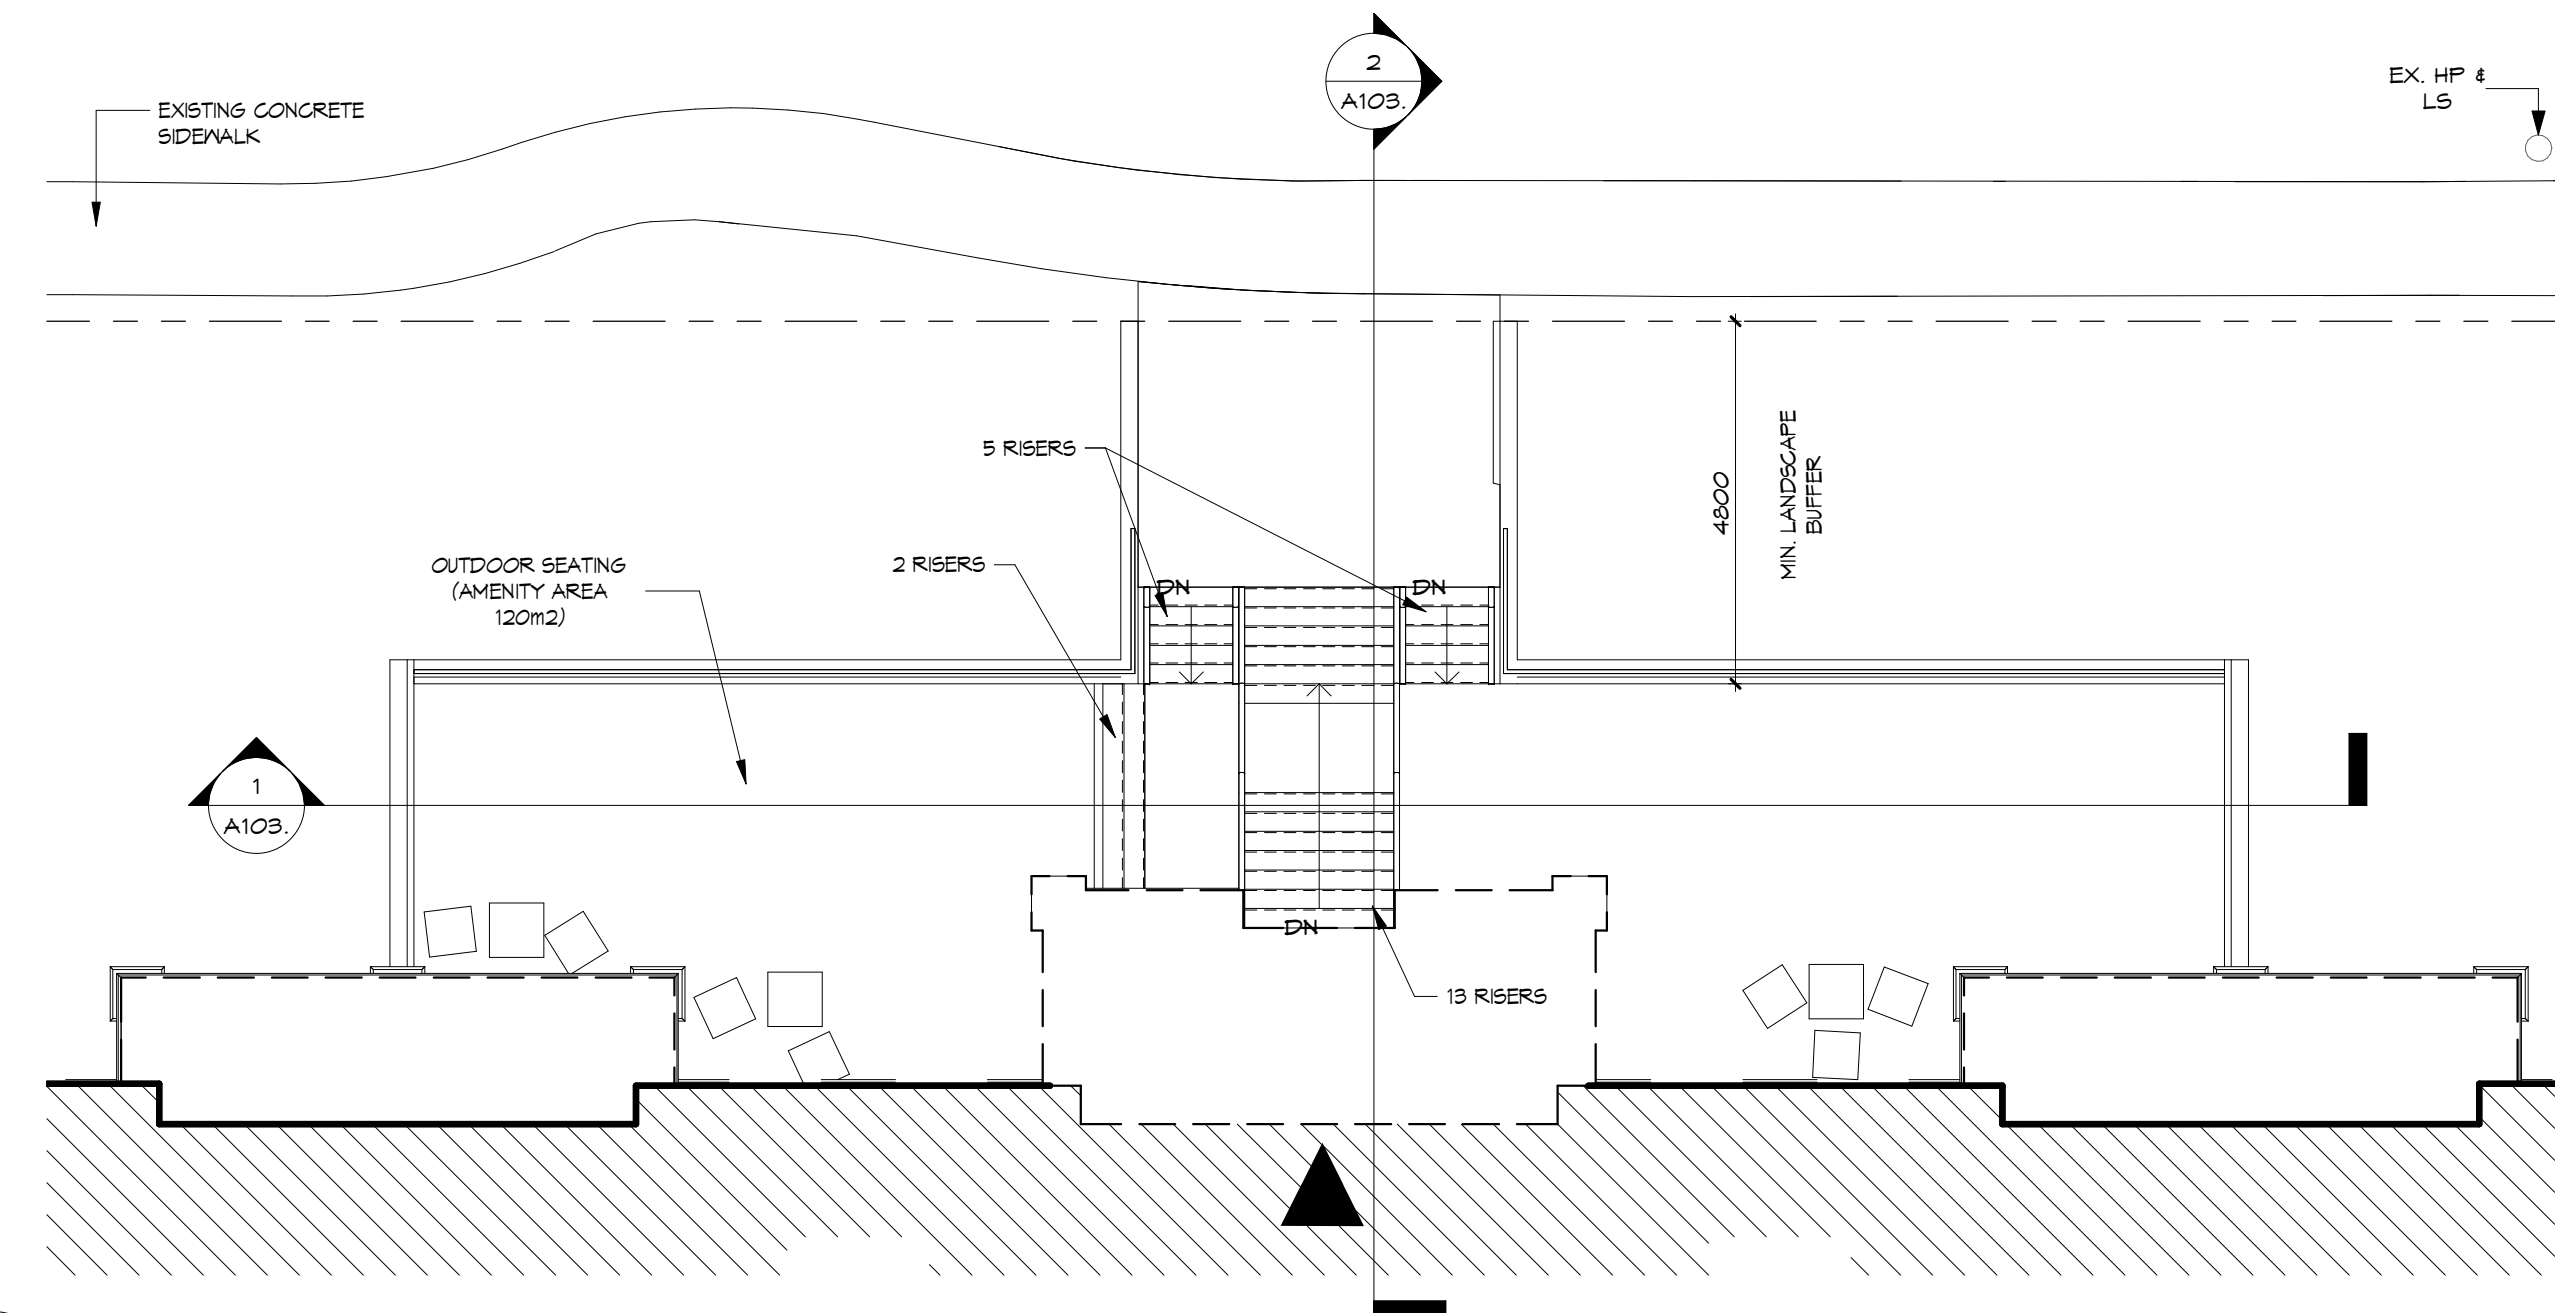 2
A103.
EX. HP &
LS
EXISTING CONCRETE
SIDEWALK
5 RISERS
4800
MIN. LANDSCAPE
BUFFER
OUTDOOR SEATING
(AMENITY AREA
120m2)
2 RISERS
DN
DN
1
A103.
DN
13 RISERS